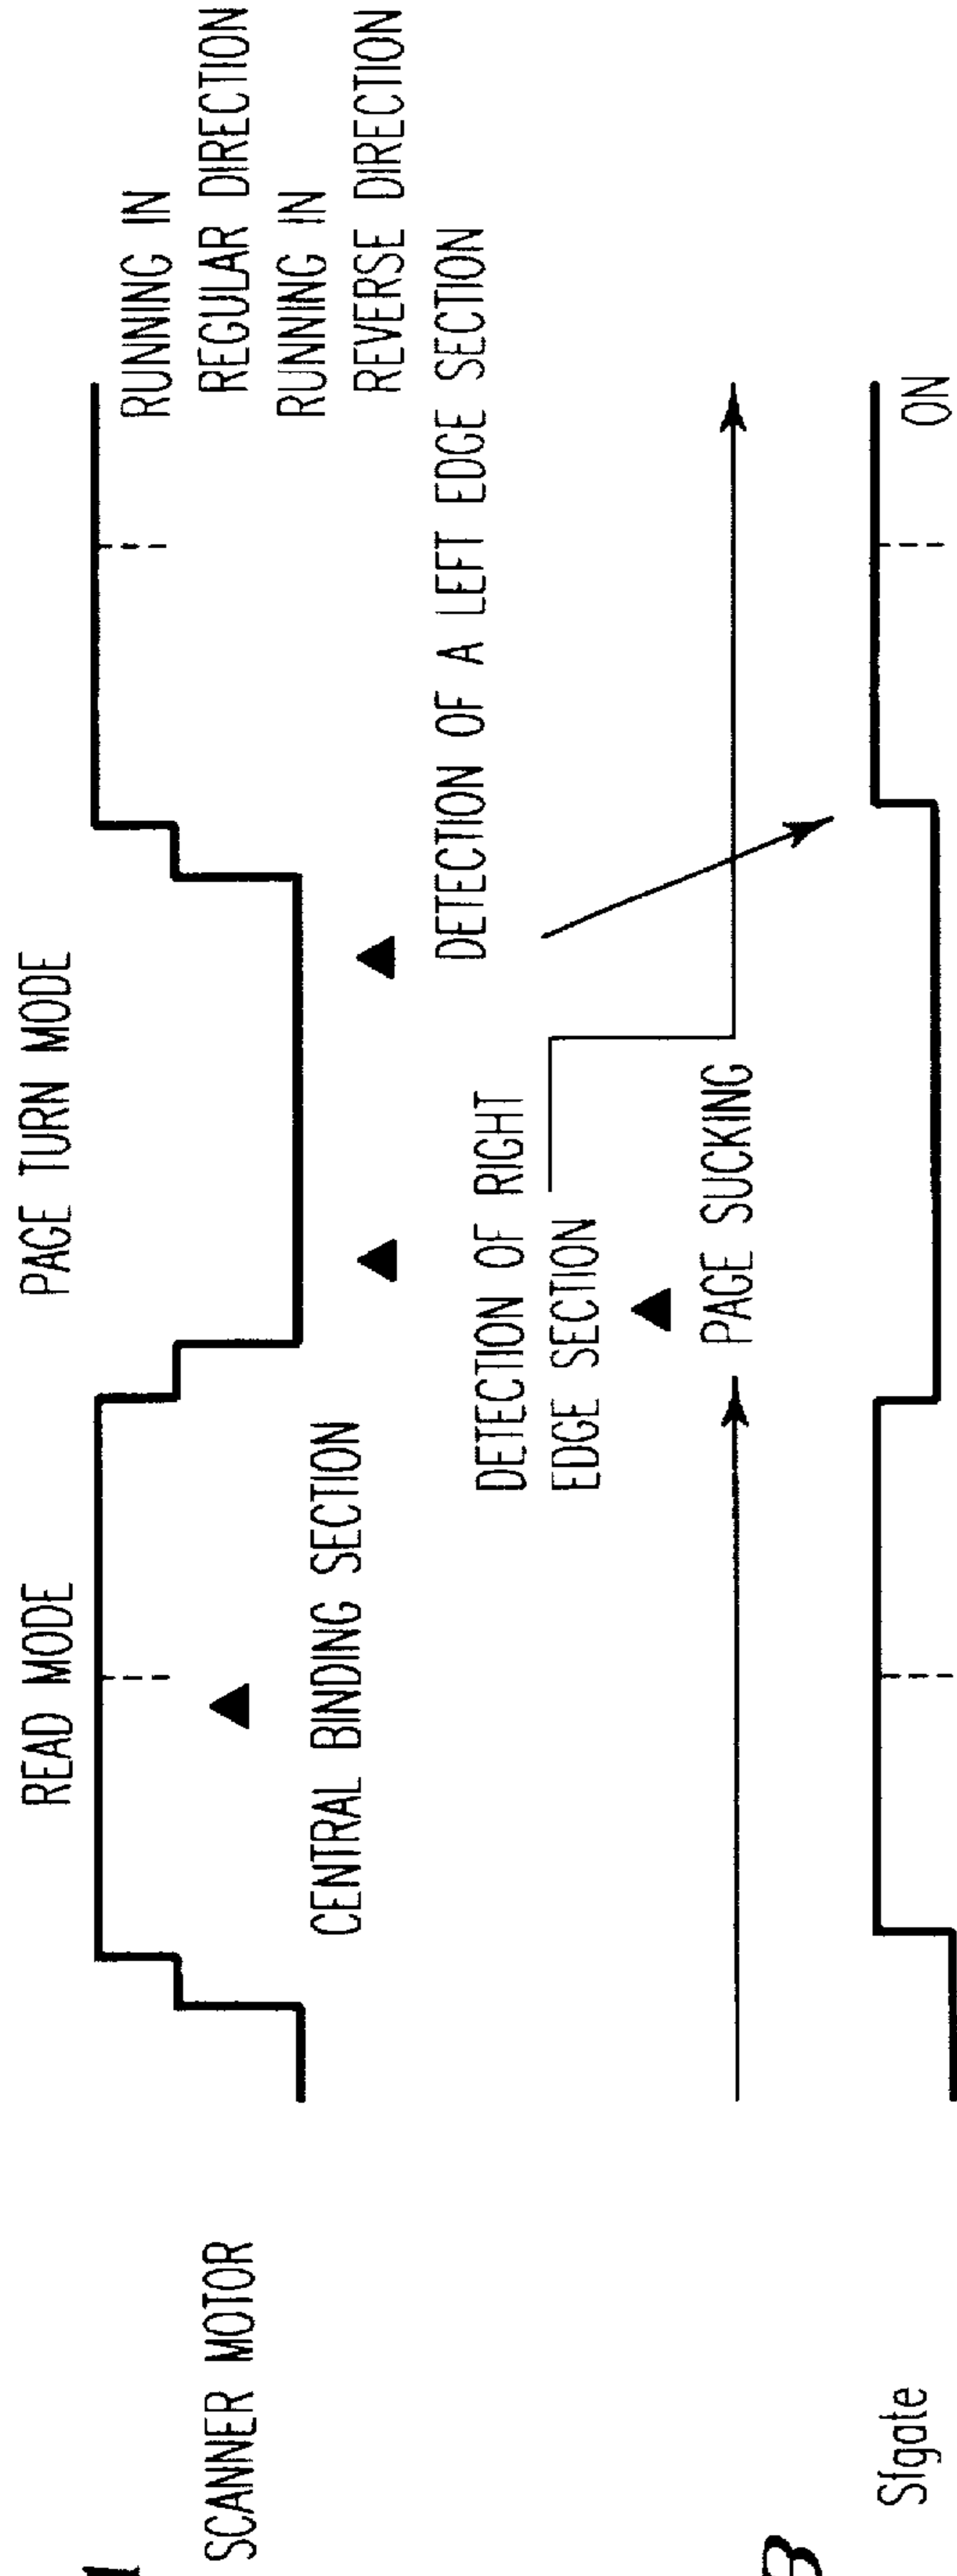 READ MODE
PAGE TURN MODE
RUNNING IN
REGULAR DIRECTION
RUNNING IN
REVERSE DIRECTION
SCANNER MOTOR
CENTRAL BINDING SECTION
DETECTION OF A LEFT EDGE SECTION
DETECTION OF RIGHT
EDGE SECTION
PAGE SUCKING
B
Sfgate
ON